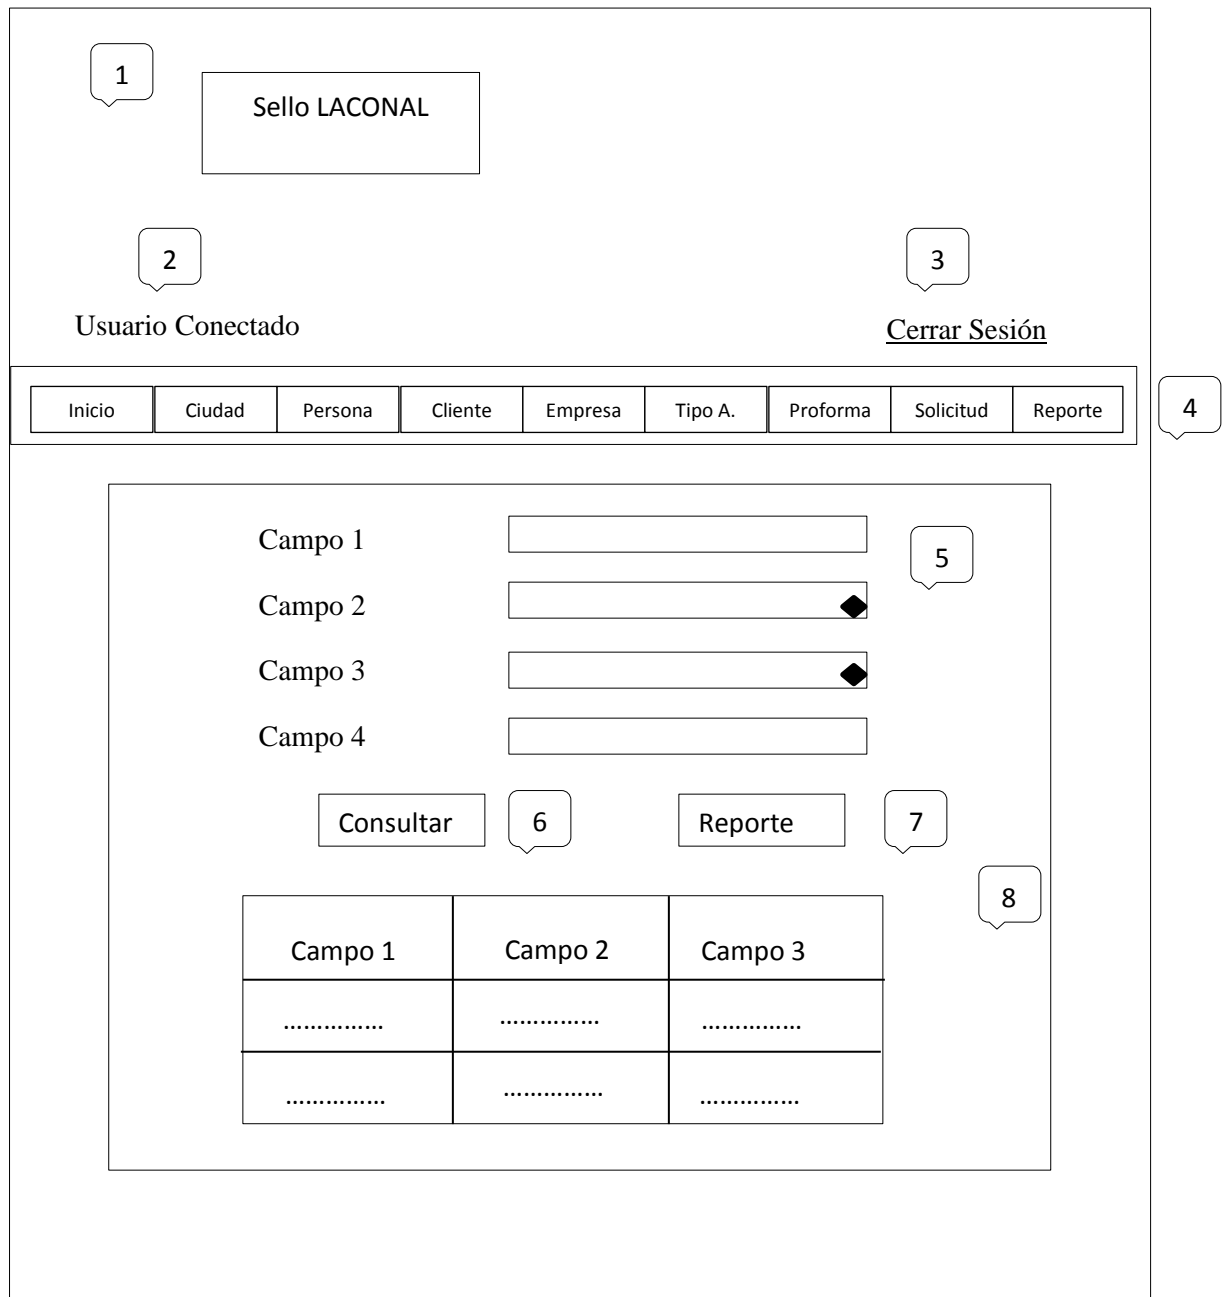 1
Sello LACONAL
2
3
Usuario Conectado
Cerrar Sesión
Inicio Ciudad Persona Cliente Empresa Tipo A. Proforma Solicitud Reporte
4
Campo 1
5
Campo 2
Campo 3
Campo 4
Consultar
6
Reporte
7
8
Campo 1 Campo 2 Campo 3
............... ............... ...............
............... ............... ...............